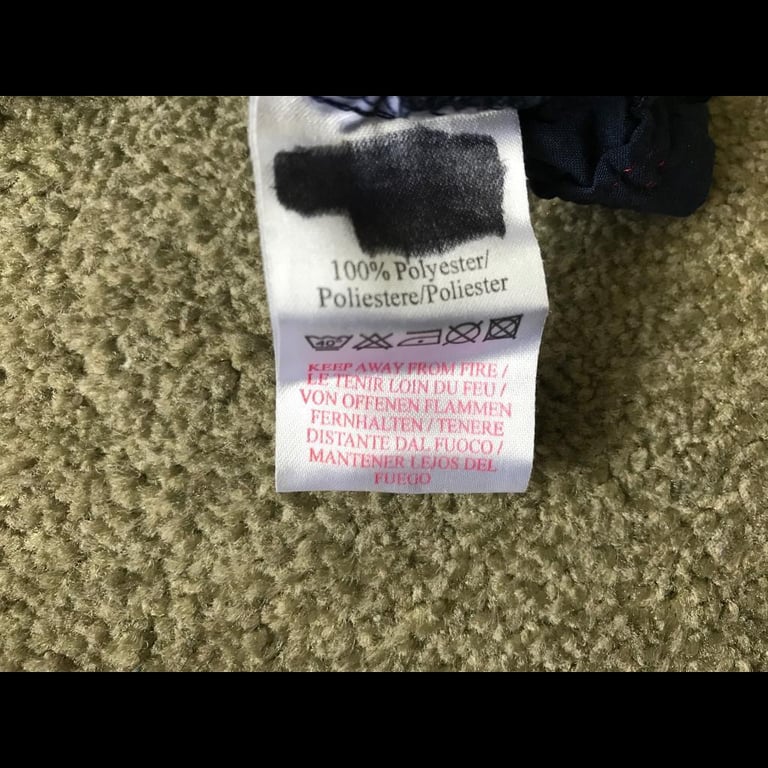 100% Polyester/
Poliestere/Poliester
40°
KEEP AWAY FROM FIRE /
LE TENIR LOIN DU FEU /
VON OFFENEN FLAMMEN
FERNHALTEN / TENERE
DISTANTE DAL FUOCO /
MANTENER LEJOS DEL
FUEGO